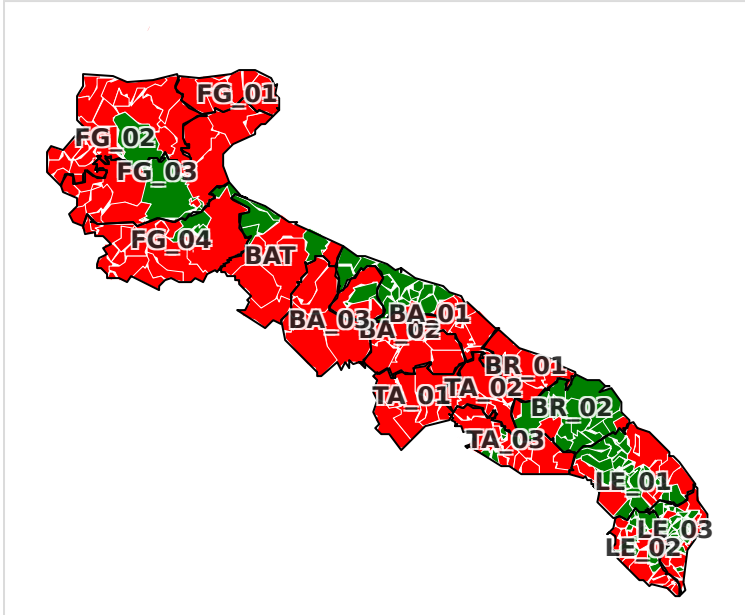 FG_01
FG_02
FG_03
FG_04
BAT
BA_01
BA_03
BA_02
BR_01
TA_02
TA_01
BR_02
TA_03
LE_01
LE_03
LE_02